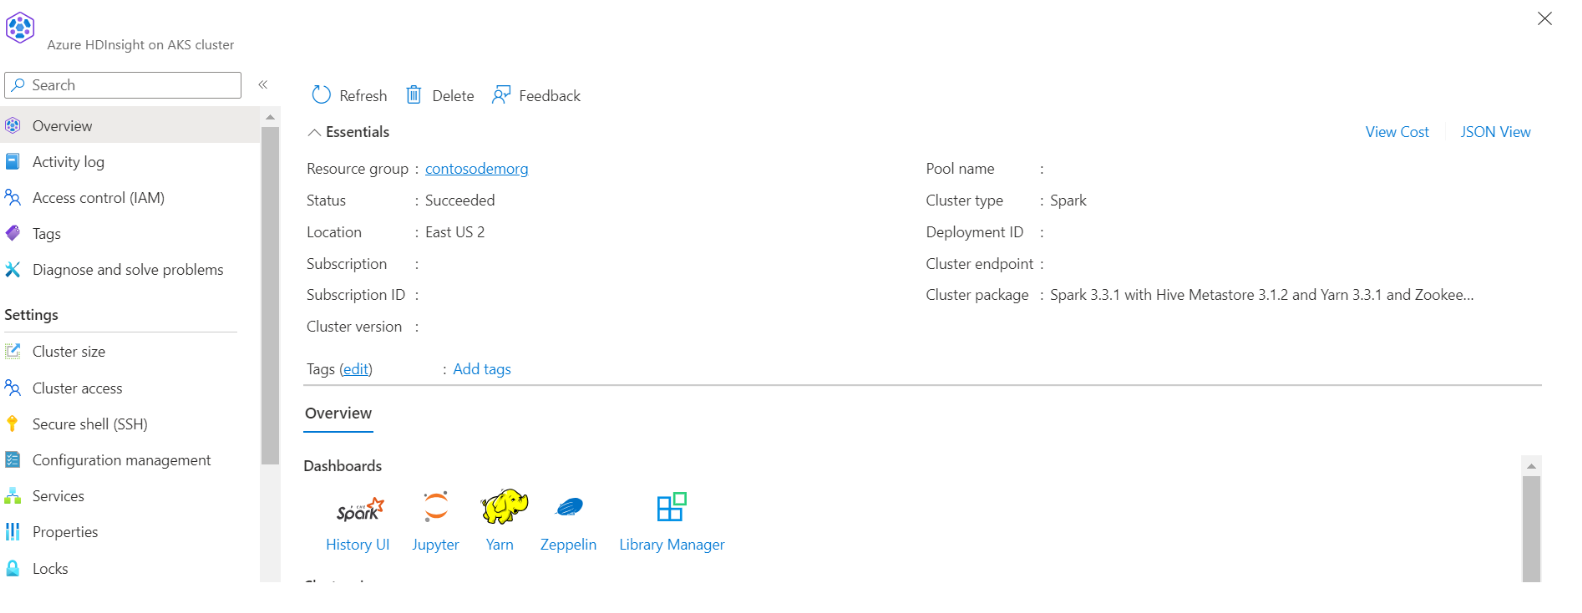 Azure HDInsight on AKS cluster
Search
«
Overview
Activity log
Access control (IAM)
Tags
Diagnose and solve problems
Settings
Cluster size
Cluster access
Secure shell (SSH)
Configuration management
Services
Properties
Locks
Refresh
Delete
Feedback
Essentials
View Cost
JSON View
Resource group : contosodemorg
Status : Succeeded
Location : East US 2
Subscription :
Subscription ID :
Cluster version :
Pool name :
Cluster type : Spark
Deployment ID :
Cluster endpoint :
Cluster package : Spark 3.3.1 with Hive Metastore 3.1.2 and Yarn 3.3.1 and Zookee...
Tags (edit) : Add tags
Overview
Dashboards
Spark
History UI
Jupyter
Yarn
Zeppelin
Library Manager